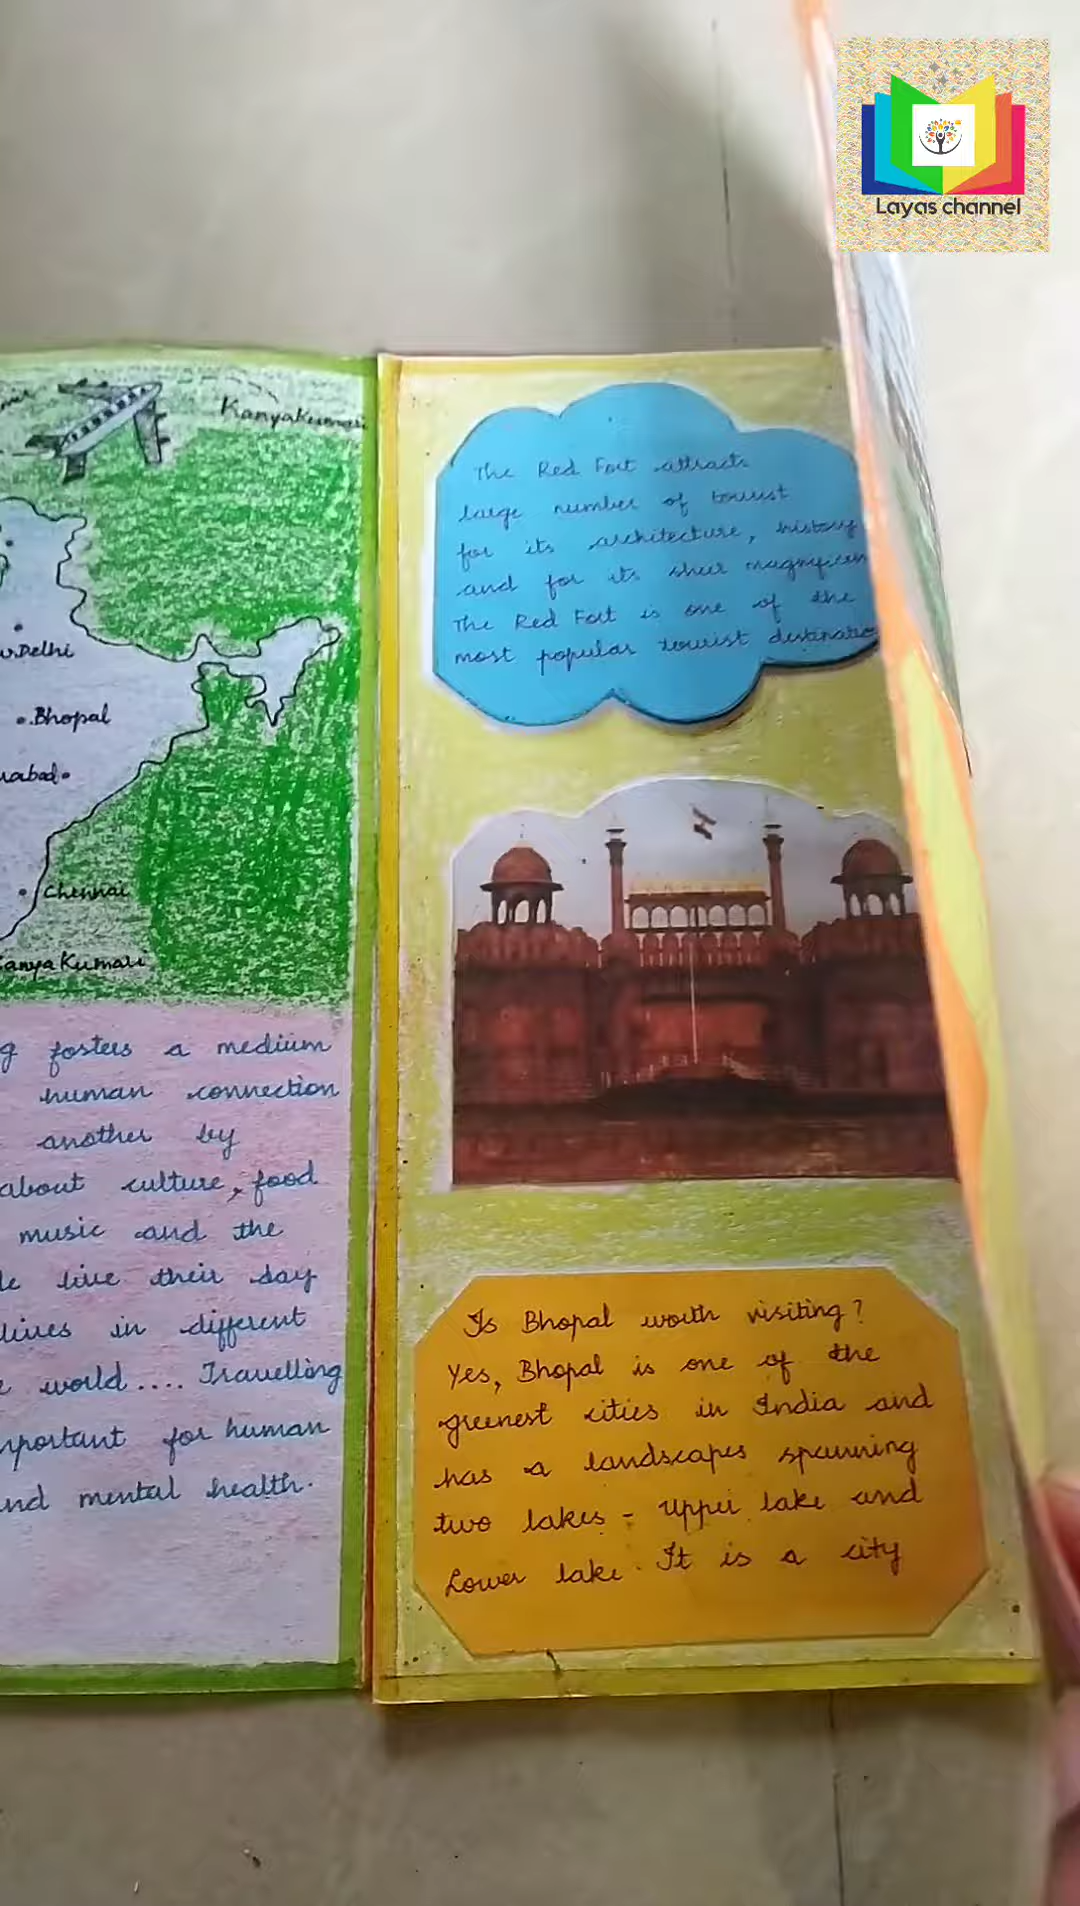 Layas channel
KanyaKumari
Delhi
Bhopal
Chennai
Kanya Kumari
fosters a medium
human connection
another by
about culture, food
music and the
live their day
lives in different
world.... Travelling
important for human
and mental health.
The Red Fort attracts
large number of tourist
for its architecture, history
and for its sheer
The Red Fort is one of the
most popular tourist
Is Bhopal worth visiting?
Yes, Bhopal is one of the
greenest cities in India and
has a landscapes spanning
two lakes - Upper lake and
Lower lake. It is a city